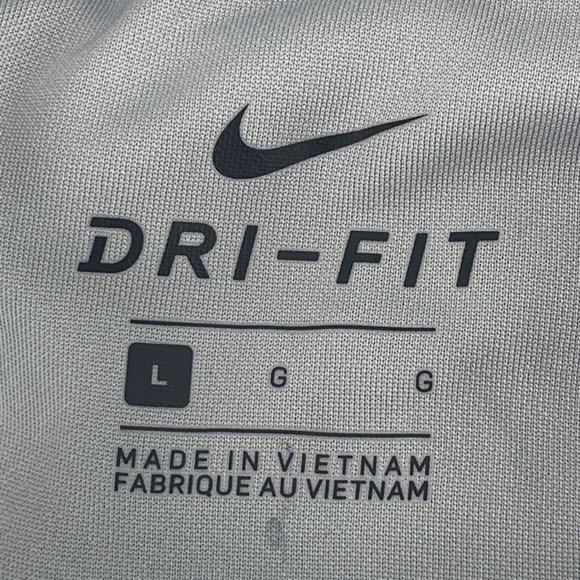 DRI-FIT
L G G
MADE IN VIETNAM
FABRIQUE AU VIETNAM